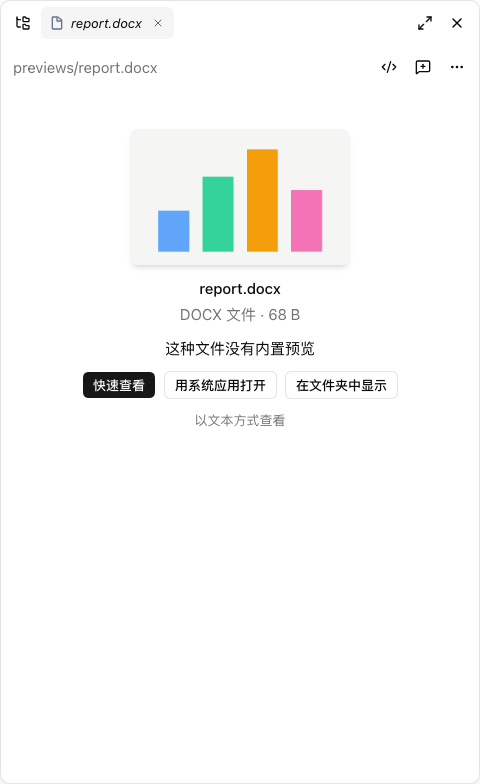 report.docx
previews/report.docx
report.docx
DOCX 文件 · 68 B
这种文件没有内置预览
快速查看
用系统应用打开
在文件夹中显示
以文本方式查看